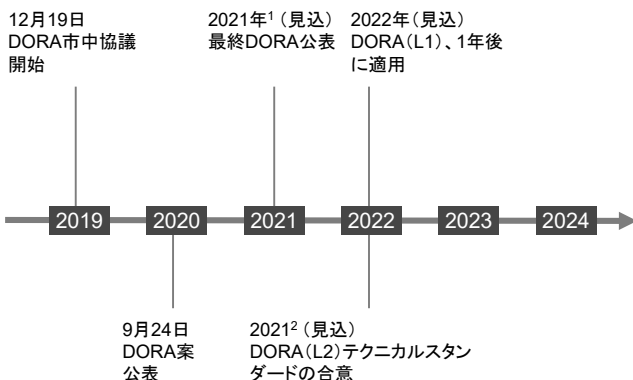 12月19日
DORA市中協議
開始
2021年¹（見込）
最終DORA公表
2022年（見込）
DORA（L1）、1年後
に適用
2019
2020
2021
2022
2023
2024
9月24日
DORA案
公表
2021²（見込）
DORA（L2）テクニカルスタン
ダードの合意